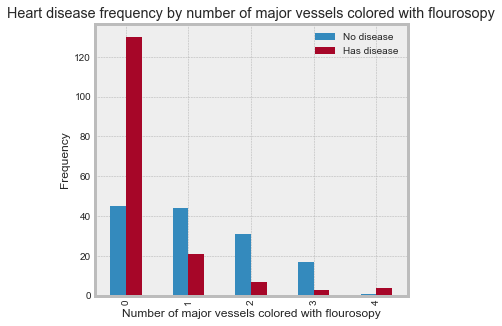 Heart disease frequency by number of major vessels colored with flourosopy
No disease
Has disease
120
100
80
60
40
20
0
Frequency
0 1 2 3 4
Number of major vessels colored with flourosopy